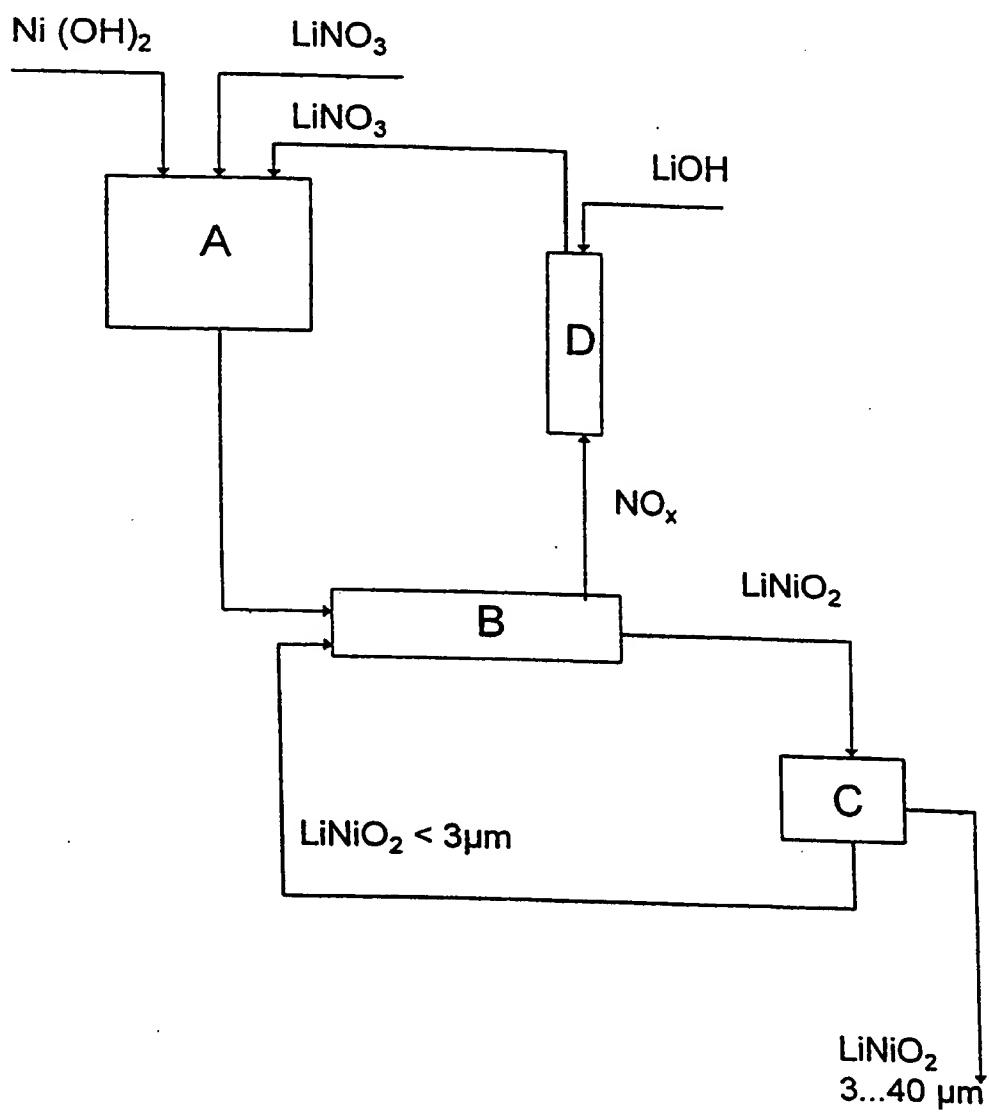 Ni (OH)₂
LiNO₃
LiNO₃
LiOH
A
D
NOₓ
LiNiO₂
B
C
LiNiO₂ < 3µm
LiNiO₂
3...40 µm